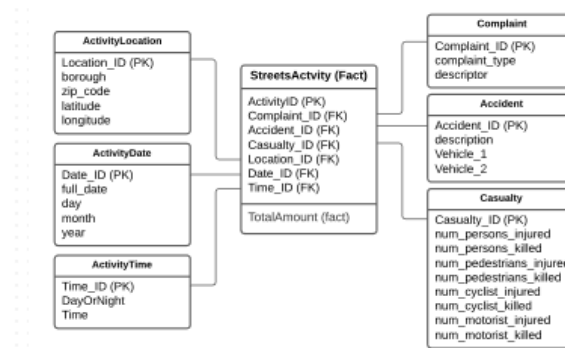 ActivityLocation
Location_ID (PK)
borough
zip_code
latitude
longitude
ActivityDate
Date_ID (PK)
full_date
day
month
year
ActivityTime
Time_ID (PK)
DayOrNight
Time
StreetsActvity (Fact)
ActivityID (PK)
Complaint_ID (FK)
Accident_ID (FK)
Casualty_ID (FK)
Location_ID (FK)
Date_ID (FK)
Time_ID (FK)
TotalAmount (fact)
Complaint
Complaint_ID (PK)
complaint_type
descriptor
Accident
Accident_ID (PK)
description
Vehicle_1
Vehicle_2
Casualty
Casualty_ID (PK)
num_persons_injured
num_persons_killed
num_pedestrians_injured
num_pedestrians_killed
num_cyclist_injured
num_cyclist_killed
num_motorist_injured
num_motorist_killed